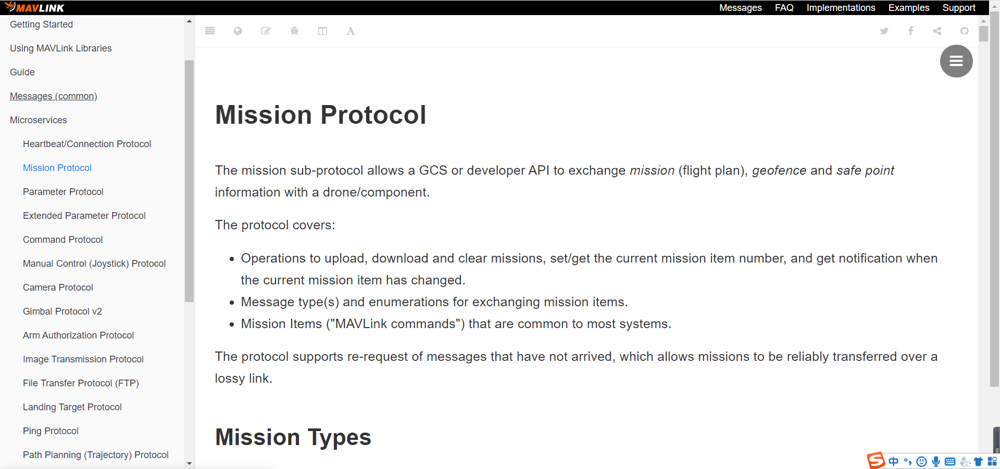 MAVLINK
Messages FAQ Implementations Examples Support
Getting Started
Using MAVLink Libraries
Guide
Messages (common)
Microservices
Heartbeat/Connection Protocol
Mission Protocol
Parameter Protocol
Extended Parameter Protocol
Command Protocol
Manual Control (Joystick) Protocol
Camera Protocol
Gimbal Protocol v2
Arm Authorization Protocol
Image Transmission Protocol
File Transfer Protocol (FTP)
Landing Target Protocol
Ping Protocol
Path Planning (Trajectory) Protocol
A
Mission Protocol
The mission sub-protocol allows a GCS or developer API to exchange mission (flight plan), geofence and safe point
information with a drone/component.
The protocol covers:
• Operations to upload, download and clear missions, set/get the current mission item number, and get notification when
the current mission item has changed.
• Message type(s) and enumerations for exchanging mission items.
• Mission Items ("MAVLink commands") that are common to most systems.
The protocol supports re-request of messages that have not arrived, which allows missions to be reliably transferred over a
lossy link.
Mission Types
S 中